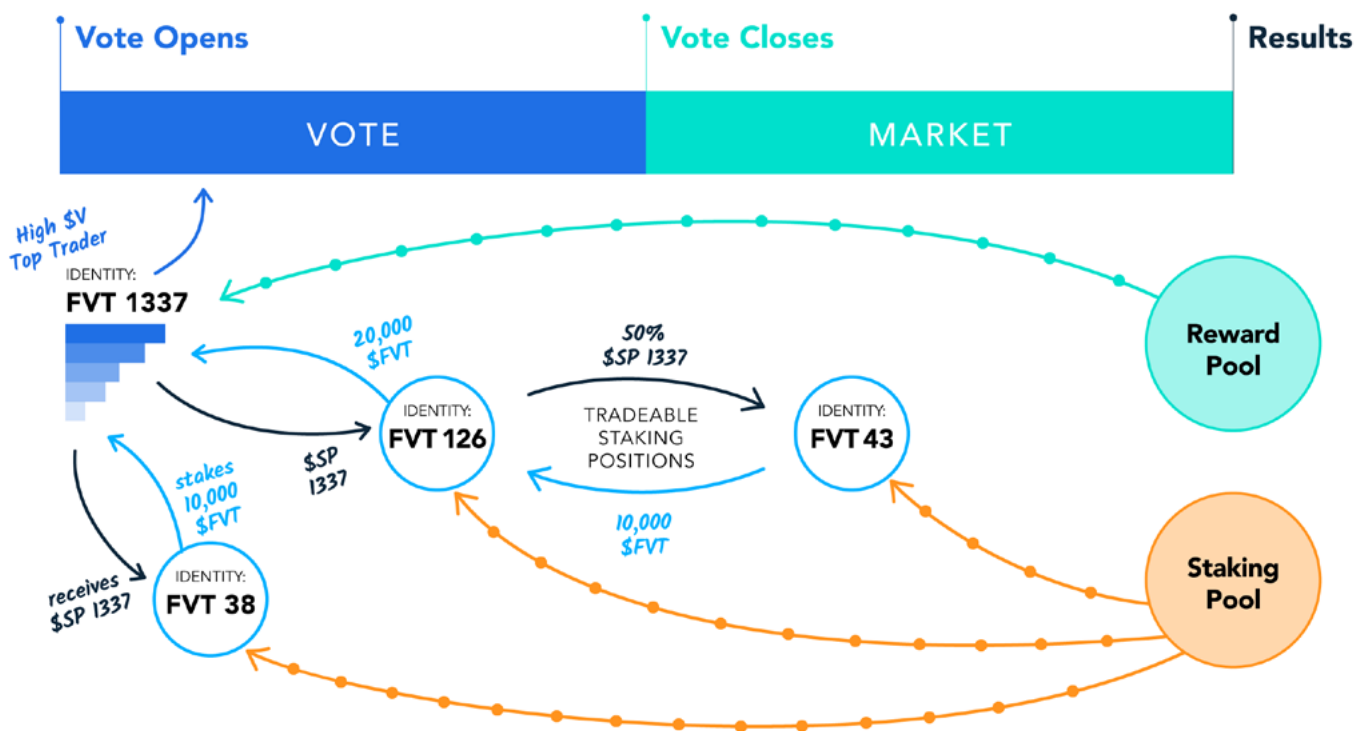 Vote Opens
Vote Closes
Results
VOTE
MARKET
High $V
Top Trader
IDENTITY:
FVT 1337
20,000
$FVT
50%
$SP 1337
Reward
Pool
IDENTITY:
FVT 126
TRADEABLE
STAKING
POSITIONS
IDENTITY:
FVT 43
$SP
1337
stakes
10,000
$FVT
10,000
$FVT
receives
$SP 1337
IDENTITY:
FVT 38
Staking
Pool